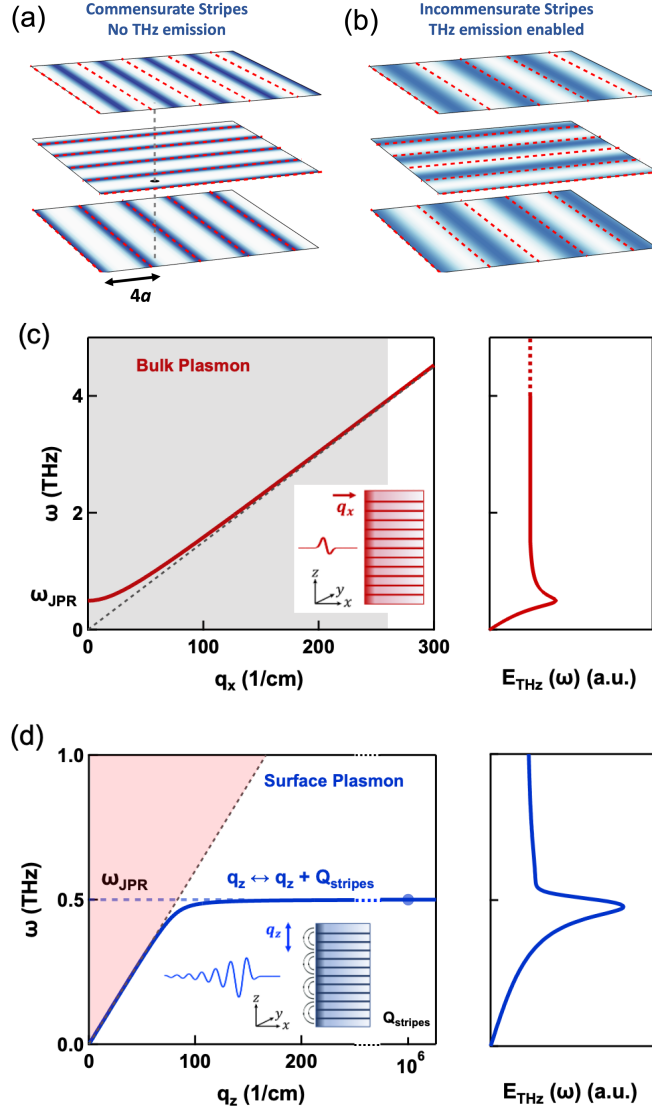 (a)
Commensurate Stripes
No THz emission
(b)
Incommensurate Stripes
THz emission enabled
4a
(c)
Bulk Plasmon
4
2
ω_JPR
0
ω (THz)
q_x
z
y
x
0
100
200
300
q_x (1/cm)
E_THz (ω) (a.u.)
(d)
Surface Plasmon
1.0
ω_JPR
q_z ↔ q_z + Q_stripes
0.5
ω (THz)
q_z
z
y
x
Q_stripes
0.0
0
100
200
10^6
q_z (1/cm)
E_THz (ω) (a.u.)